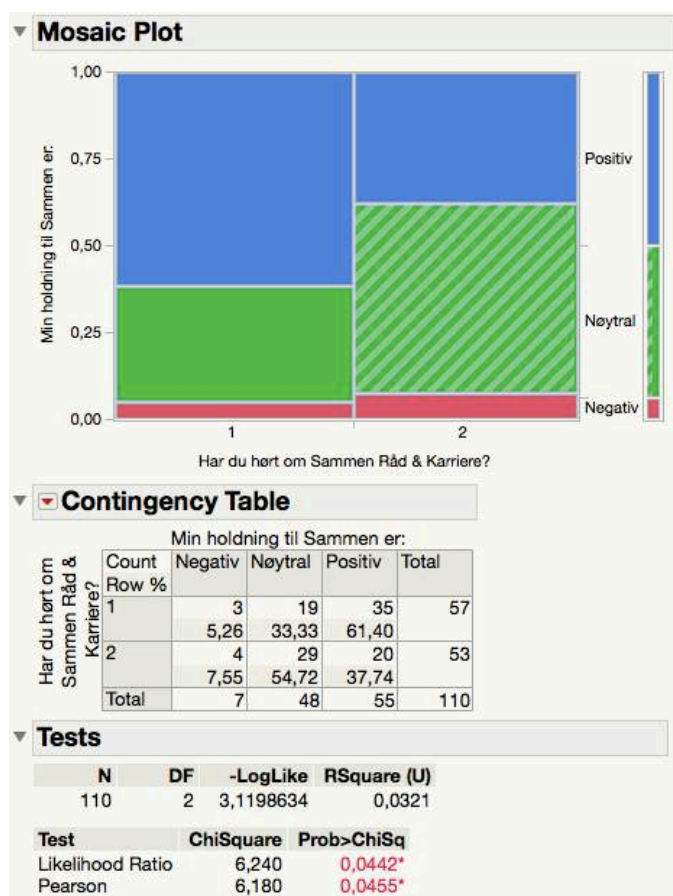 Mosaic Plot
1,00
0,75
0,50
0,25
0,00
Min holdning til Sammen er:
Positiv
Nøytral
Negativ
1 2
Har du hørt om Sammen Råd & Karriere?
Contingency Table
Min holdning til Sammen er:
Har du hørt om
Sammen Råd &
Karriere?
Count Negativ Nøytral Positiv Total
Row %
1 3 19 35 57
5,26 33,33 61,40
2 4 29 20 53
7,55 54,72 37,74
Total 7 48 55 110
Tests
N DF -LogLike RSquare (U)
110 2 3,1198634 0,0321
Test ChiSquare Prob>ChiSq
Likelihood Ratio 6,240 0,0442*
Pearson 6,180 0,0455*